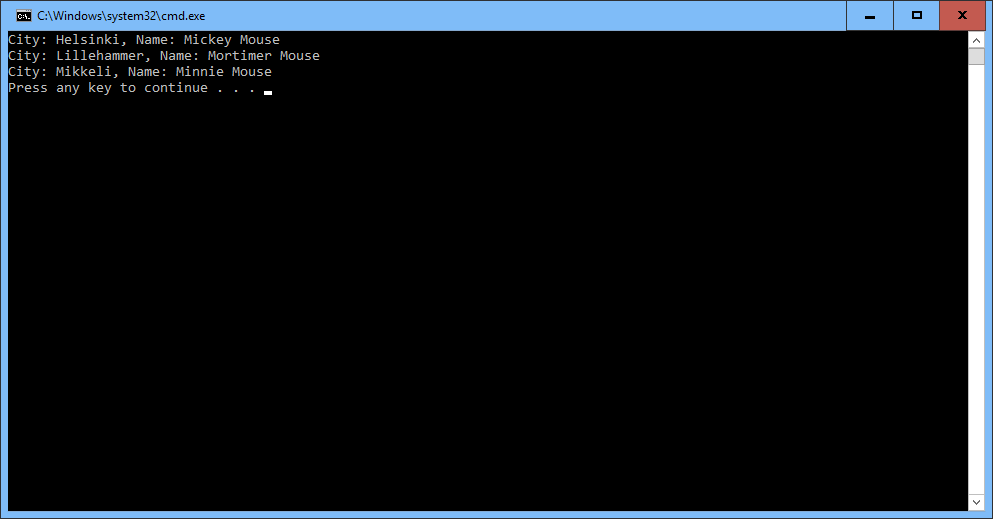 C:\Windows\system32\cmd.exe
City: Helsinki, Name: Mickey Mouse
City: Lillehammer, Name: Mortimer Mouse
City: Mikkeli, Name: Minnie Mouse
Press any key to continue . . .